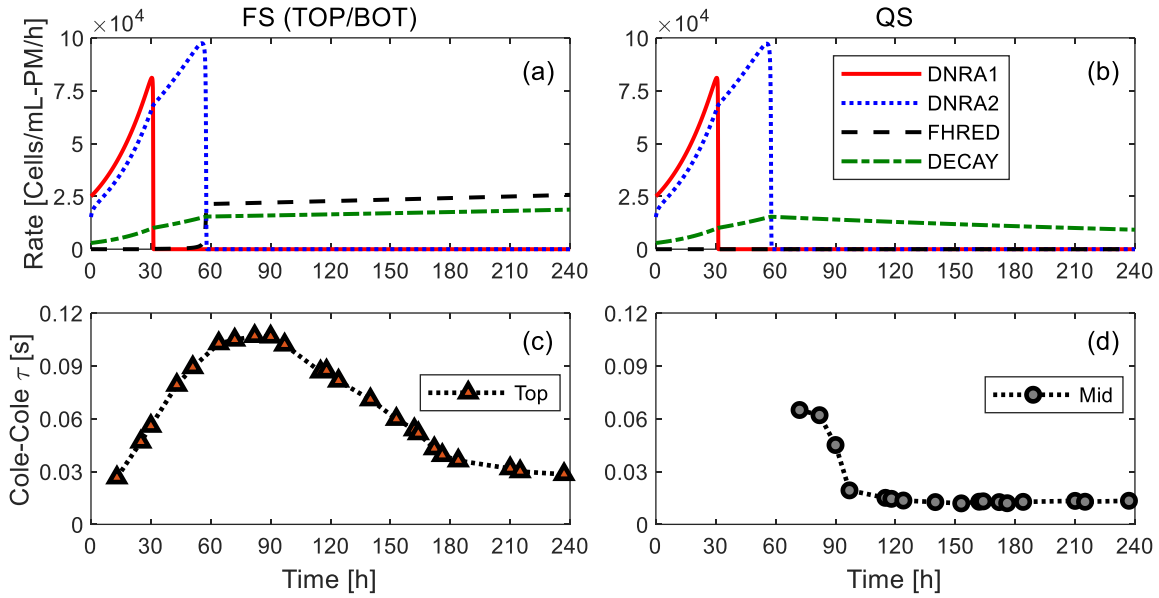 FS (TOP/BOT)
QS
×10⁴
×10⁴
Rate [Cells/mL-PM/h]
10
7.5
5
2.5
0
(a)
0 30 60 90 120 150 180 210 240
10
7.5
5
2.5
0
(b)
DNRA1
DNRA2
FHRED
DECAY
0 30 60 90 120 150 180 210 240
Cole-Cole τ [s]
0.12
0.09
0.06
0.03
0
(c)
Top
0 30 60 90 120 150 180 210 240
Time [h]
0.12
0.09
0.06
0.03
0
(d)
Mid
0 30 60 90 120 150 180 210 240
Time [h]